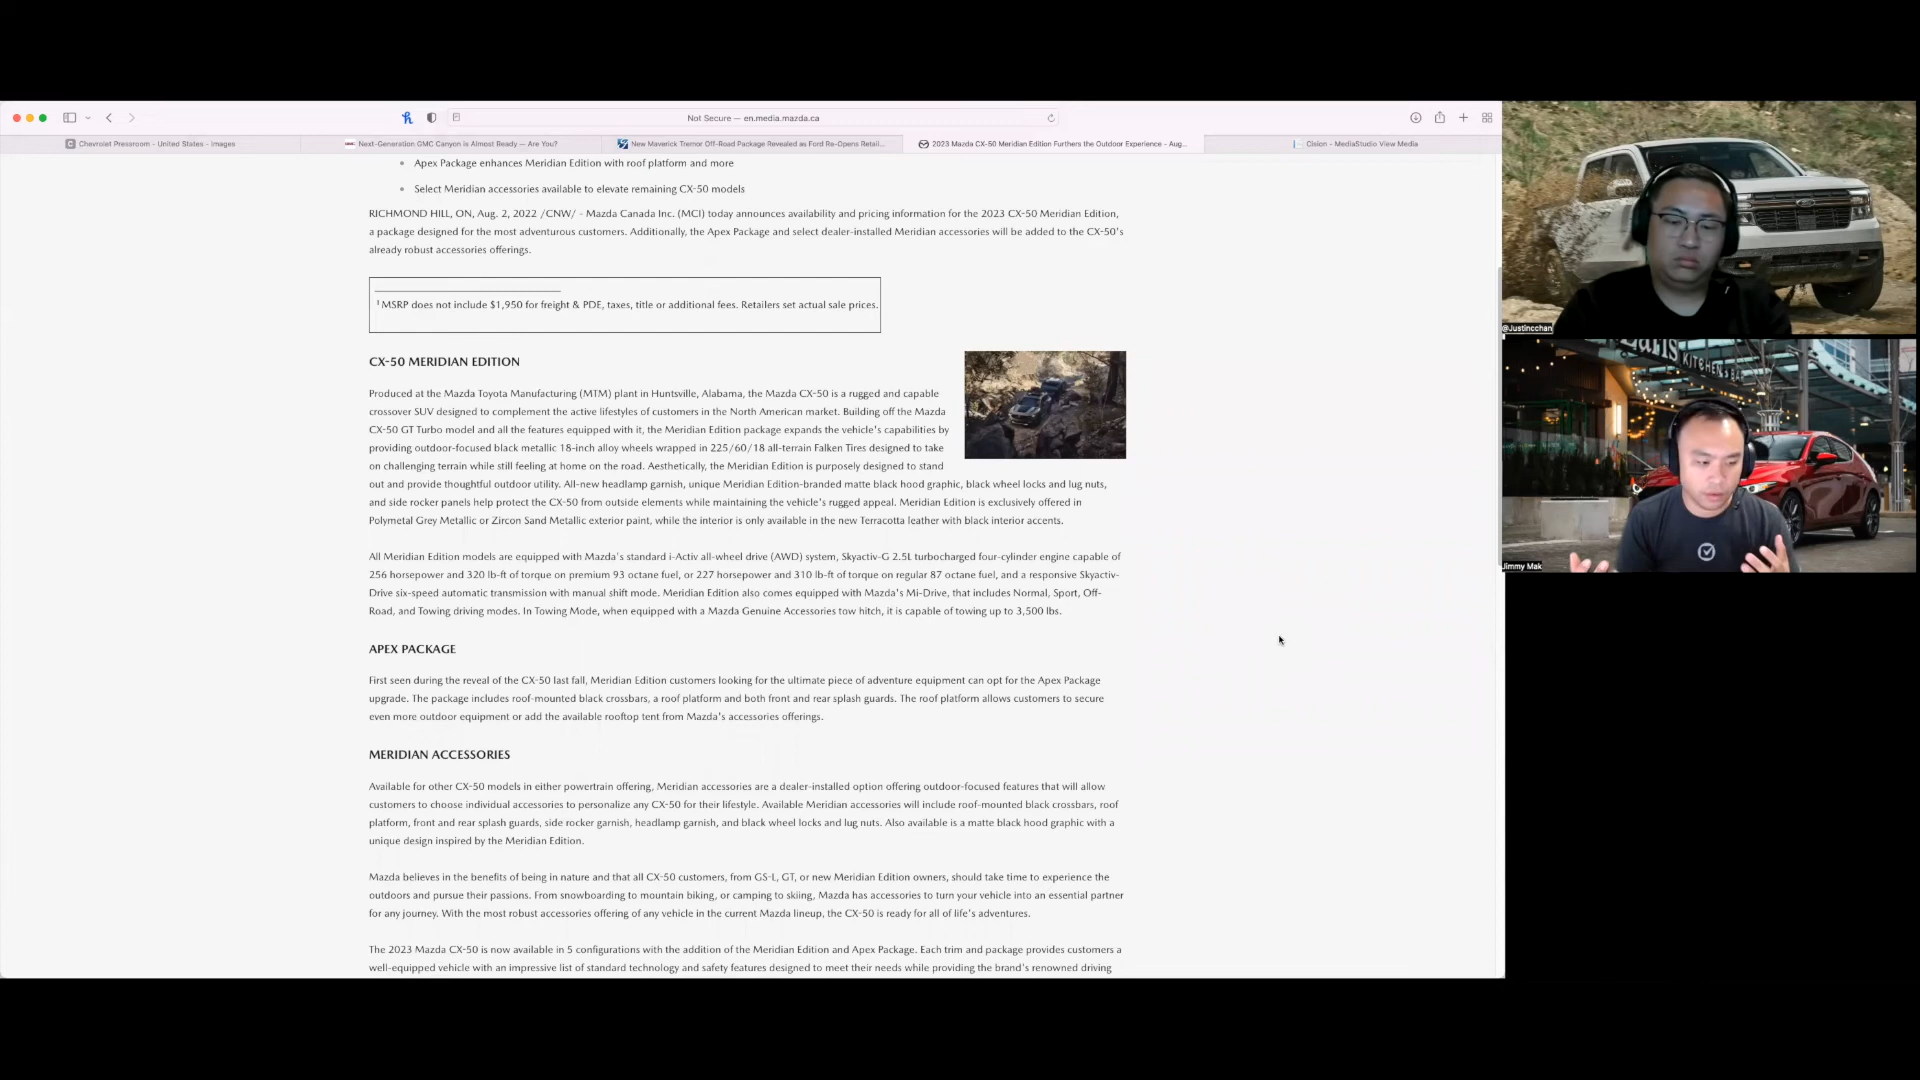 Not Secure — en.media.mazda.ca
Chevrolet Pressroom - United States - Images
Next-Generation GMC Canyon is Almost Ready — Are You?
New Maverick Tremor Off-Road Package Revealed as Ford Re-Opens Retail...
2023 Mazda CX-50 Meridian Edition Furthers the Outdoor Experience - Aug...
Cision - MediaStudio View Media
• Apex Package enhances Meridian Edition with roof platform and more
• Select Meridian accessories available to elevate remaining CX-50 models
RICHMOND HILL, ON, Aug. 2, 2022 /CNW/ - Mazda Canada Inc. (MCI) today announces availability and pricing information for the 2023 CX-50 Meridian Edition,
a package designed for the most adventurous customers. Additionally, the Apex Package and select dealer-installed Meridian accessories will be added to the CX-50's
already robust accessories offerings.
1 MSRP does not include $1,950 for freight & PDE, taxes, title or additional fees. Retailers set actual sale prices.
CX-50 MERIDIAN EDITION
Produced at the Mazda Toyota Manufacturing (MTM) plant in Huntsville, Alabama, the Mazda CX-50 is a rugged and capable
crossover SUV designed to complement the active lifestyles of customers in the North American market. Building off the Mazda
CX-50 GT Turbo model and all the features equipped with it, the Meridian Edition package expands the vehicle's capabilities by
providing outdoor-focused black metallic 18-inch alloy wheels wrapped in 225/60/18 all-terrain Falken Tires designed to take
on challenging terrain while still feeling at home on the road. Aesthetically, the Meridian Edition is purposely designed to stand
out and provide thoughtful outdoor utility. All-new headlamp garnish, unique Meridian Edition-branded matte black hood graphic, black wheel locks and lug nuts,
and side rocker panels help protect the CX-50 from outside elements while maintaining the vehicle's rugged appeal. Meridian Edition is exclusively offered in
Polymetal Grey Metallic or Zircon Sand Metallic exterior paint, while the interior is only available in the new Terracotta leather with black interior accents.
All Meridian Edition models are equipped with Mazda's standard i-Activ all-wheel drive (AWD) system, Skyactiv-G 2.5L turbocharged four-cylinder engine capable of
256 horsepower and 320 lb-ft of torque on premium 93 octane fuel, or 227 horsepower and 310 lb-ft of torque on regular 87 octane fuel, and a responsive Skyactiv-
Drive six-speed automatic transmission with manual shift mode. Meridian Edition also comes equipped with Mazda's Mi-Drive, that includes Normal, Sport, Off-
Road, and Towing driving modes. In Towing Mode, when equipped with a Mazda Genuine Accessories tow hitch, it is capable of towing up to 3,500 lbs.
APEX PACKAGE
First seen during the reveal of the CX-50 last fall, Meridian Edition customers looking for the ultimate piece of adventure equipment can opt for the Apex Package
upgrade. The package includes roof-mounted black crossbars, a roof platform and both front and rear splash guards. The roof platform allows customers to secure
even more outdoor equipment or add the available rooftop tent from Mazda's accessories offerings.
MERIDIAN ACCESSORIES
Available for other CX-50 models in either powertrain offering, Meridian accessories are a dealer-installed option offering outdoor-focused features that will allow
customers to choose individual accessories to personalize any CX-50 for their lifestyle. Available Meridian accessories will include roof-mounted black crossbars, roof
platform, front and rear splash guards, side rocker garnish, headlamp garnish, and black wheel locks and lug nuts. Also available is a matte black hood graphic with a
unique design inspired by the Meridian Edition.
Mazda believes in the benefits of being in nature and that all CX-50 customers, from GS-L, GT, or new Meridian Edition owners, should take time to experience the
outdoors and pursue their passions. From snowboarding to mountain biking, or camping to skiing, Mazda has accessories to turn your vehicle into an essential partner
for any journey. With the most robust accessories offering of any vehicle in the current Mazda lineup, the CX-50 is ready for all of life's adventures.
The 2023 Mazda CX-50 is now available in 5 configurations with the addition of the Meridian Edition and Apex Package. Each trim and package provides customers a
well-equipped vehicle with an impressive list of standard technology and safety features designed to meet their needs while providing the brand's renowned driving
@Justincchan
KITCHEN & BA
Jimmy Mak